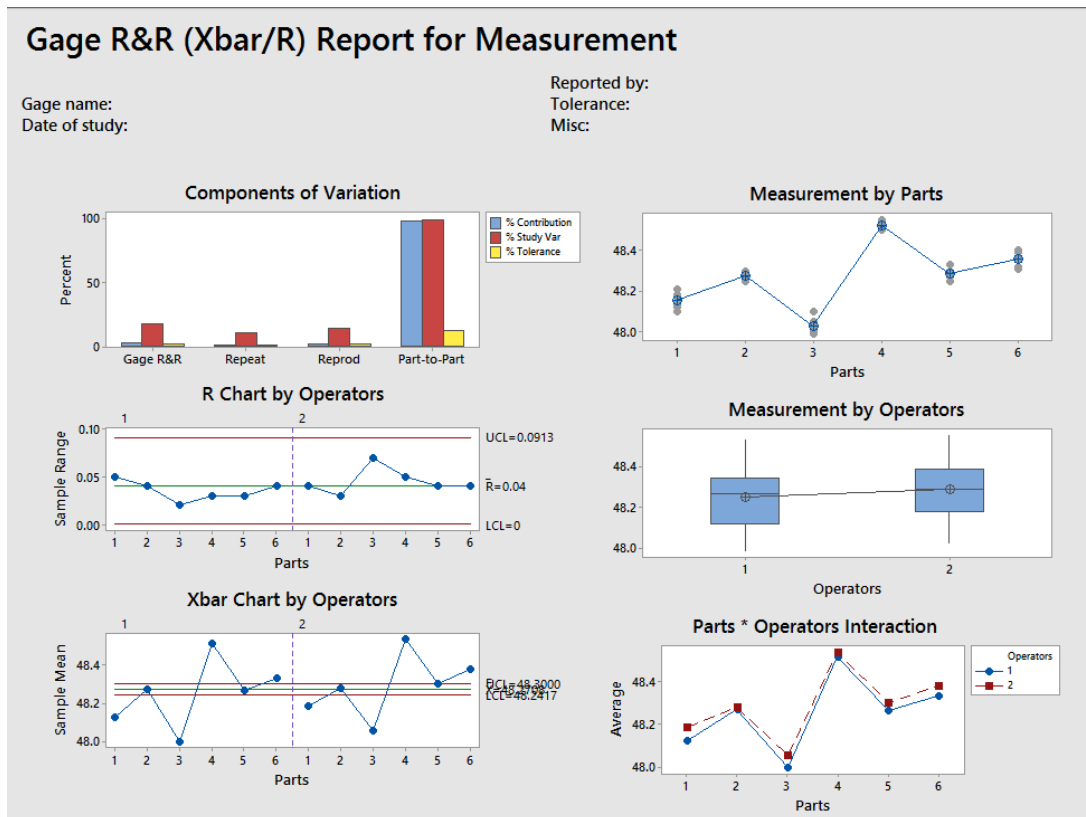 Gage R&R (Xbar/R) Report for Measurement
Reported by:
Gage name:
Tolerance:
Date of study:
Misc:
Components of Variation
100
50
0
Percent
Gage R&R Repeat Reprod Part-to-Part
% Contribution
% Study Var
% Tolerance
R Chart by Operators
1 2
0.10
0.05
0.00
Sample Range
UCL=0.0913
R=0.04
LCL=0
1 2 3 4 5 6 1 2 3 4 5 6
Parts
Xbar Chart by Operators
1 2
48.4
48.2
48.0
Sample Mean
UCL=48.3000
LCL=48.2417
1 2 3 4 5 6 1 2 3 4 5 6
Parts
Measurement by Parts
48.4
48.2
48.0
1 2 3 4 5 6
Parts
Measurement by Operators
48.4
48.2
48.0
1 2
Operators
Parts * Operators Interaction
48.4
48.2
48.0
Average
1 2 3 4 5 6
Parts
Operators
1
2